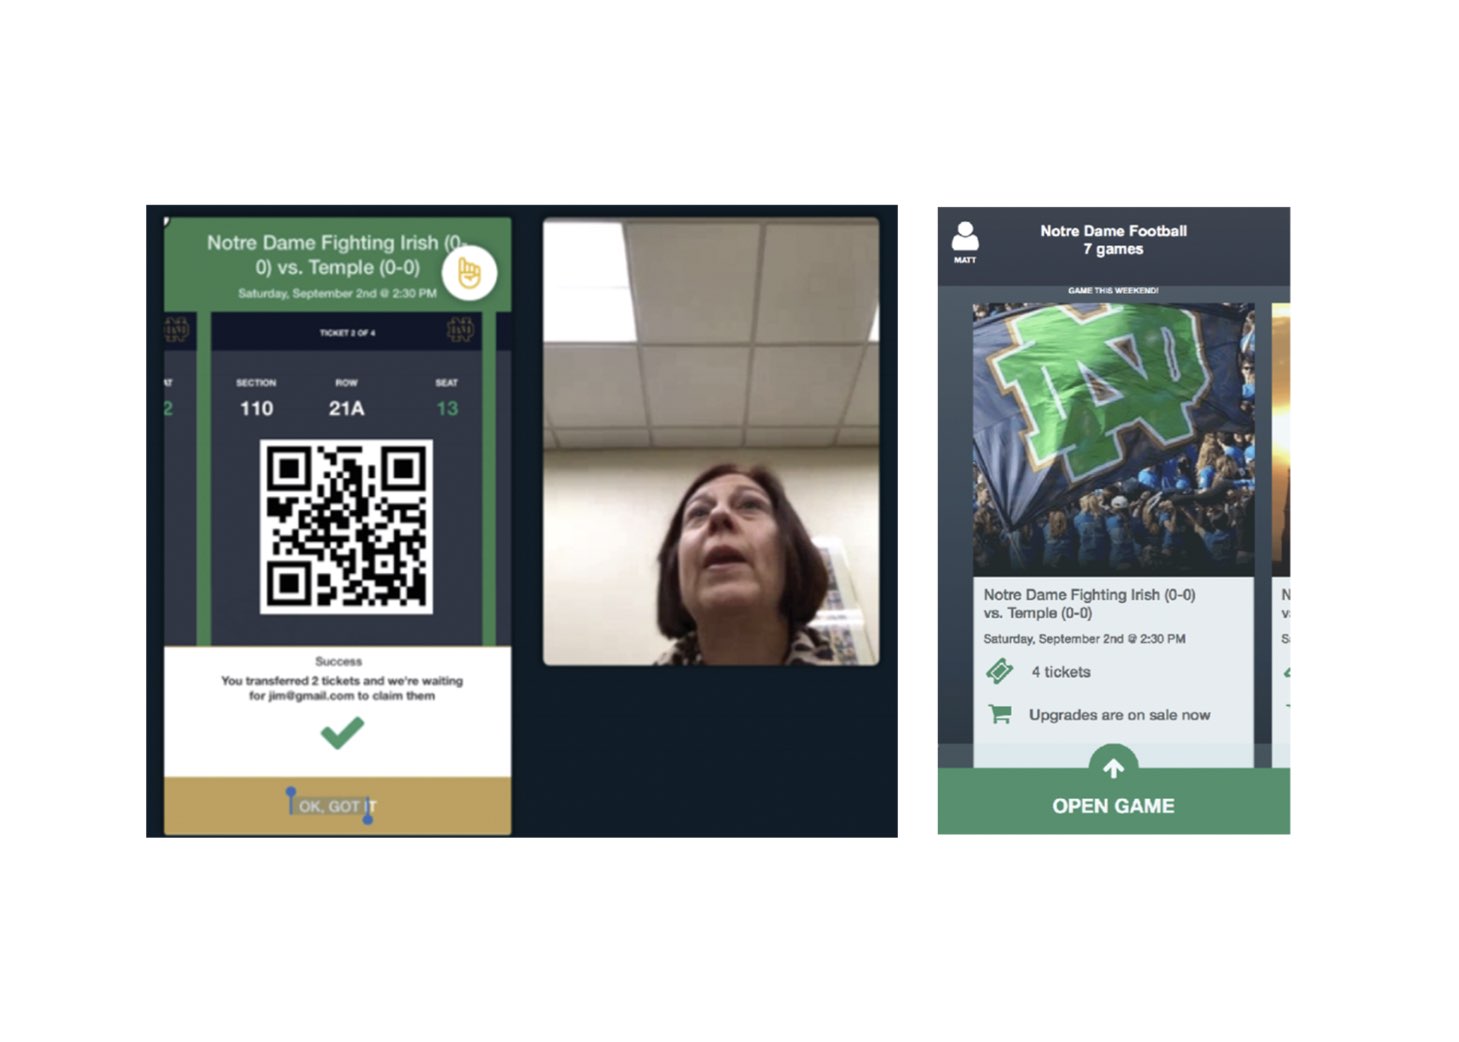 Notre Dame Fighting Irish (0-
0) vs. Temple (0-0)
Saturday, September 2nd @ 2:30 PM
TICKET 2 OF 4
AT
SECTION
ROW
SEAT
2
110
21A
13
Success
You transferred 2 tickets and we're waiting
for jim@gmail.com to claim them
OK, GOT IT
MATT
Notre Dame Football
7 games
GAME THIS WEEKEND!
ND
Notre Dame Fighting Irish (0-0)
vs. Temple (0-0)
Saturday, September 2nd @ 2:30 PM
4 tickets
Upgrades are on sale now
N
v
S
OPEN GAME